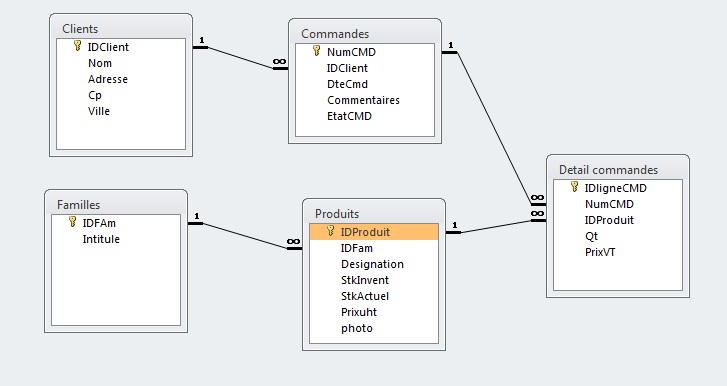 Clients
IDClient
Nom
Adresse
Cp
Ville
1
∞
Commandes
NumCMD
IDClient
DteCmd
Commentaires
EtatCMD
1
∞
Detail commandes
IDligneCMD
NumCMD
IDProduit
Qt
PrixVT
∞
Familles
IDFAm
Intitule
1
∞
Produits
IDProduit
IDFam
Designation
StkInvent
StkActuel
Prixuht
photo
1